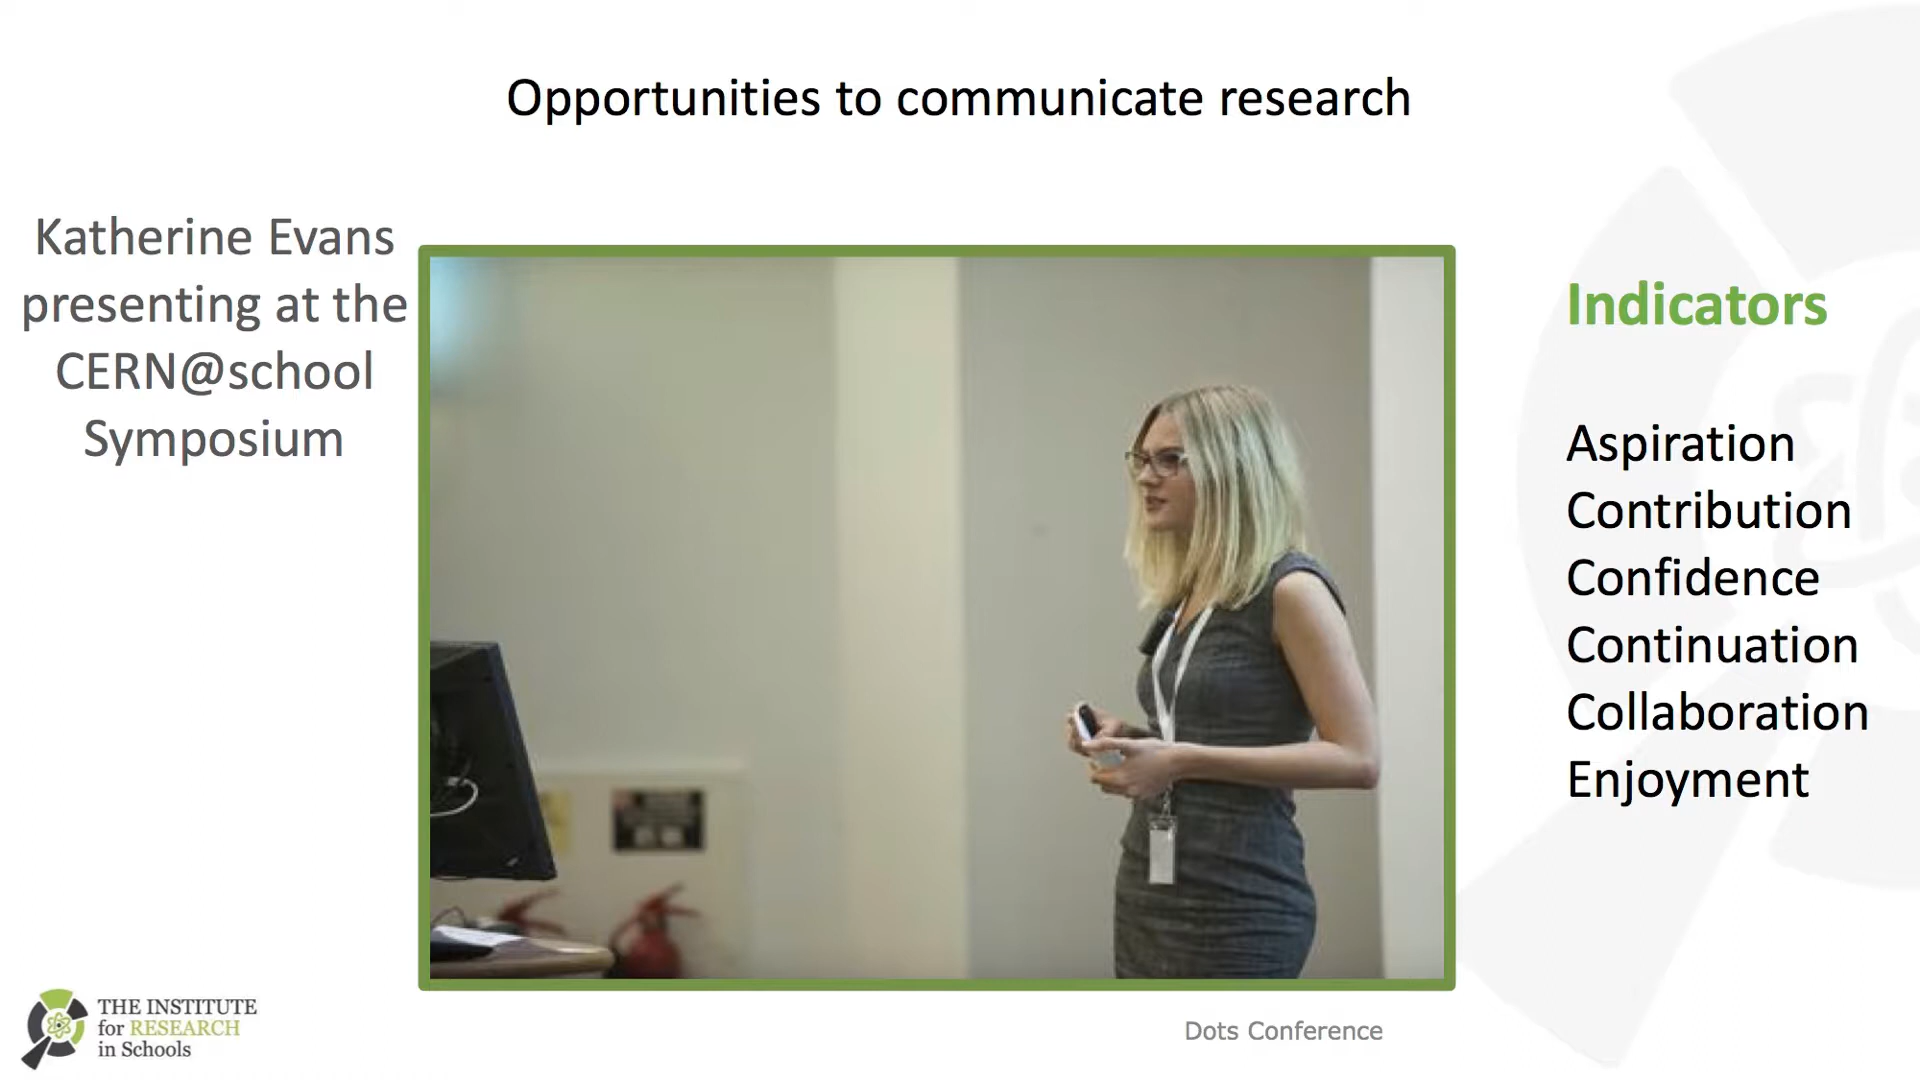 Opportunities to communicate research
Katherine Evans
presenting at the
CERN@school
Symposium
Indicators
Aspiration
Contribution
Confidence
Continuation
Collaboration
Enjoyment
THE INSTITUTE
for RESEARCH
in Schools
Dots Conference